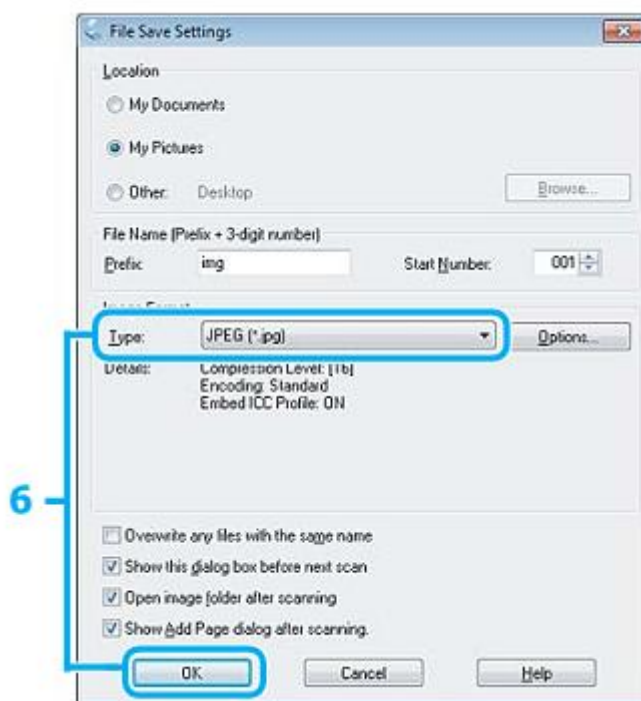 File Save Settings
Location
My Documents
My Pictures
Other: Desktop Browse...
File Name (Prefix + 3-digit number)
Prefix: img Start Number: 001
Image Format
Type: JPEG (*.jpg) Options...
Details: Compression Level: [16]
Encoding: Standard
Embed ICC Profile: ON
6
Overwrite any files with the same name
Show this dialog box before next scan
Open image folder after scanning
Show Add Page dialog after scanning.
OK Cancel Help